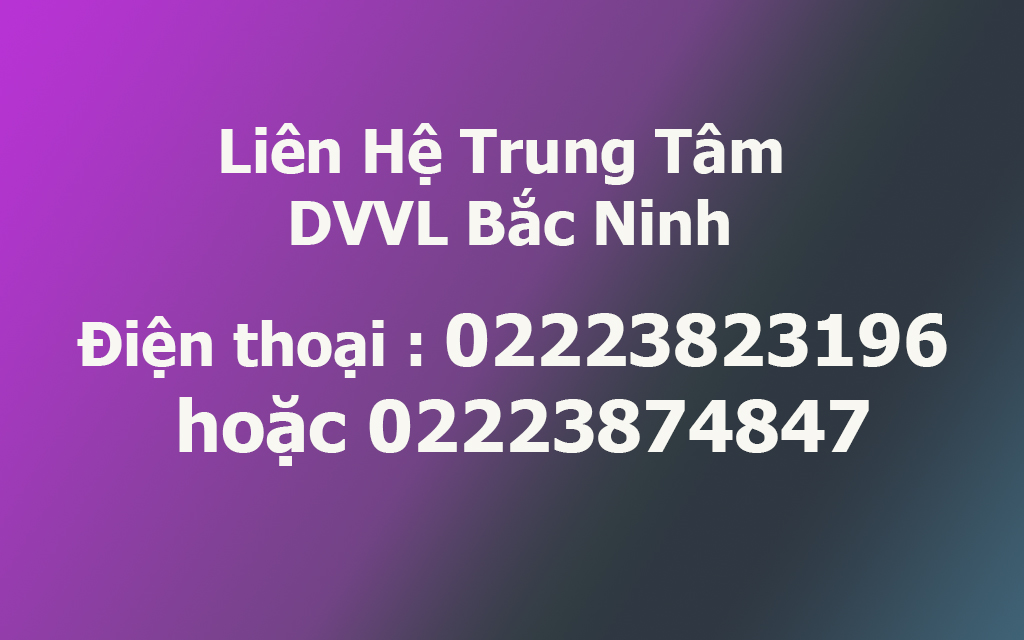 Liên Hệ Trung Tâm
DVVL Bắc Ninh
Điện thoại : 02223823196
hoặc 02223874847